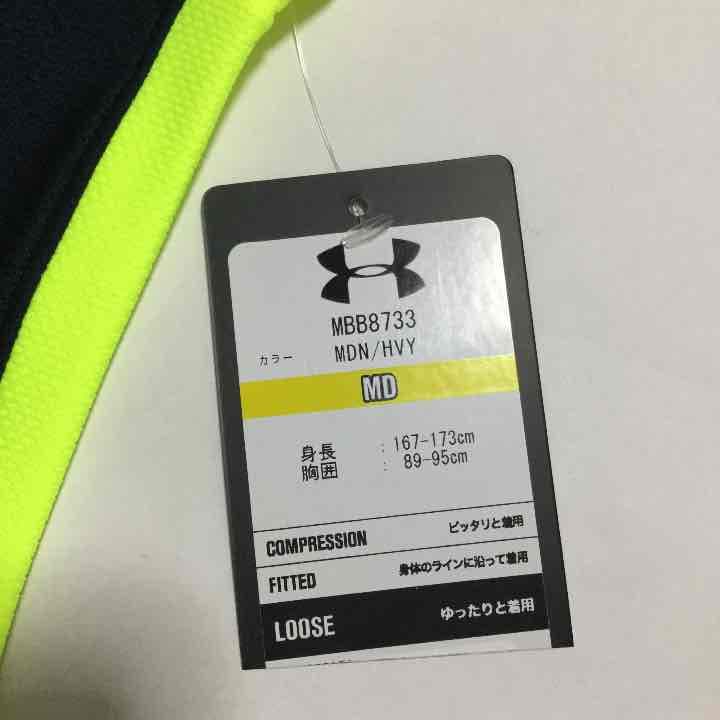 MBB8733
カラー MDN/HVY
MD
身長 : 167-173cm
胸囲 : 89-95cm
COMPRESSION ピッタリと着用
FITTED 身体のラインに沿って着用
LOOSE ゆったりと着用